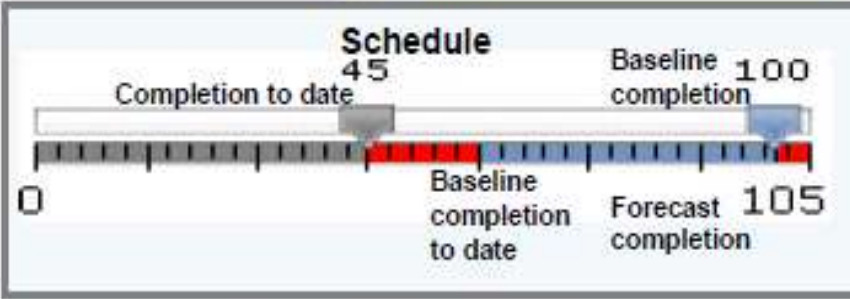 Schedule
45
Completion to date
Baseline
completion
100
0
Baseline
completion
to date
Forecast
completion
105